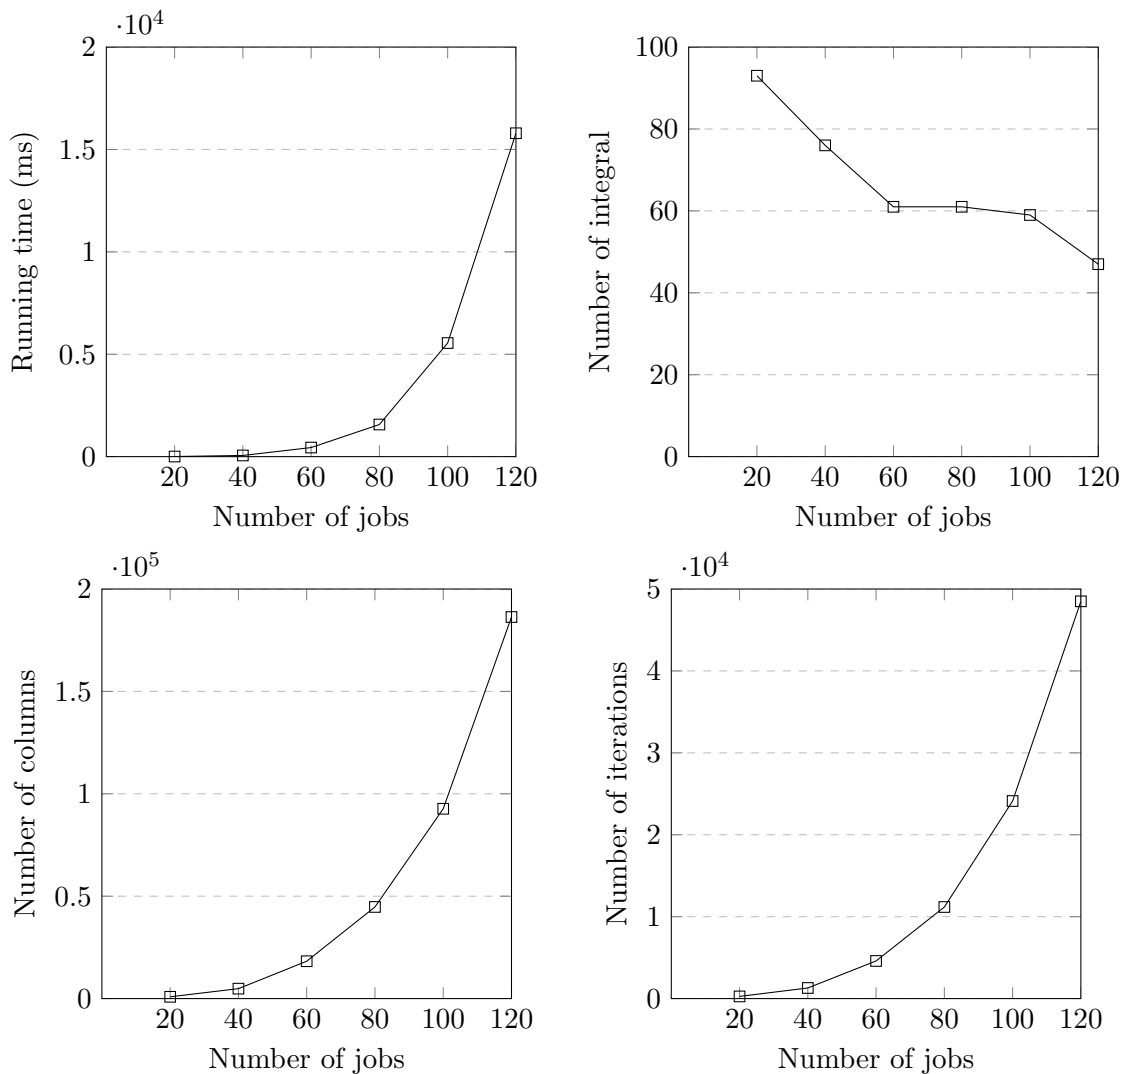 ·10^4
2
1.5
1
0.5
0
20 40 60 80 100 120
Number of jobs
Running time (ms)
100
80
60
40
20
0
20 40 60 80 100 120
Number of jobs
Number of integral
·10^5
2
1.5
1
0.5
0
20 40 60 80 100 120
Number of jobs
Number of columns
·10^4
5
4
3
2
1
0
20 40 60 80 100 120
Number of jobs
Number of iterations